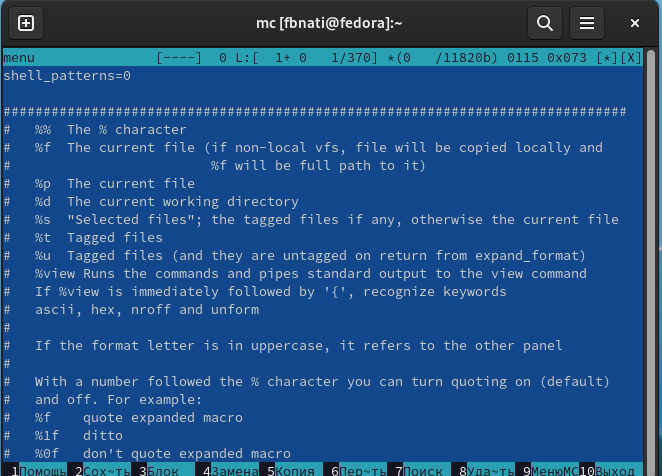 mc [fbnati@fedora]:~
menu [----] 0 L:[ 1+ 0 1/370] *(0 /11820b) 0115 0x073 [*][X]
shell_patterns=0
##############################################################################
# %% The % character
# %f The current file (if non-local vfs, file will be copied locally and
# %f will be full path to it)
# %p The current file
# %d The current working directory
# %s "Selected files"; the tagged files if any, otherwise the current file
# %t Tagged files
# %u Tagged files (and they are untagged on return from expand_format)
# %view Runs the commands and pipes standard output to the view command
# If %view is immediately followed by '{', recognize keywords
# ascii, hex, nroff and unform
#
# If the format letter is in uppercase, it refers to the other panel
#
# With a number followed the % character you can turn quoting on (default)
# and off. For example:
# %f quote expanded macro
# %1f ditto
# %0f don't quote expanded macro
1Помощь 2Сох~ть 3Блок 4Замена 5Копия 6Пер~ть 7Поиск 8Уда~ть 9МенюМС 10Выход